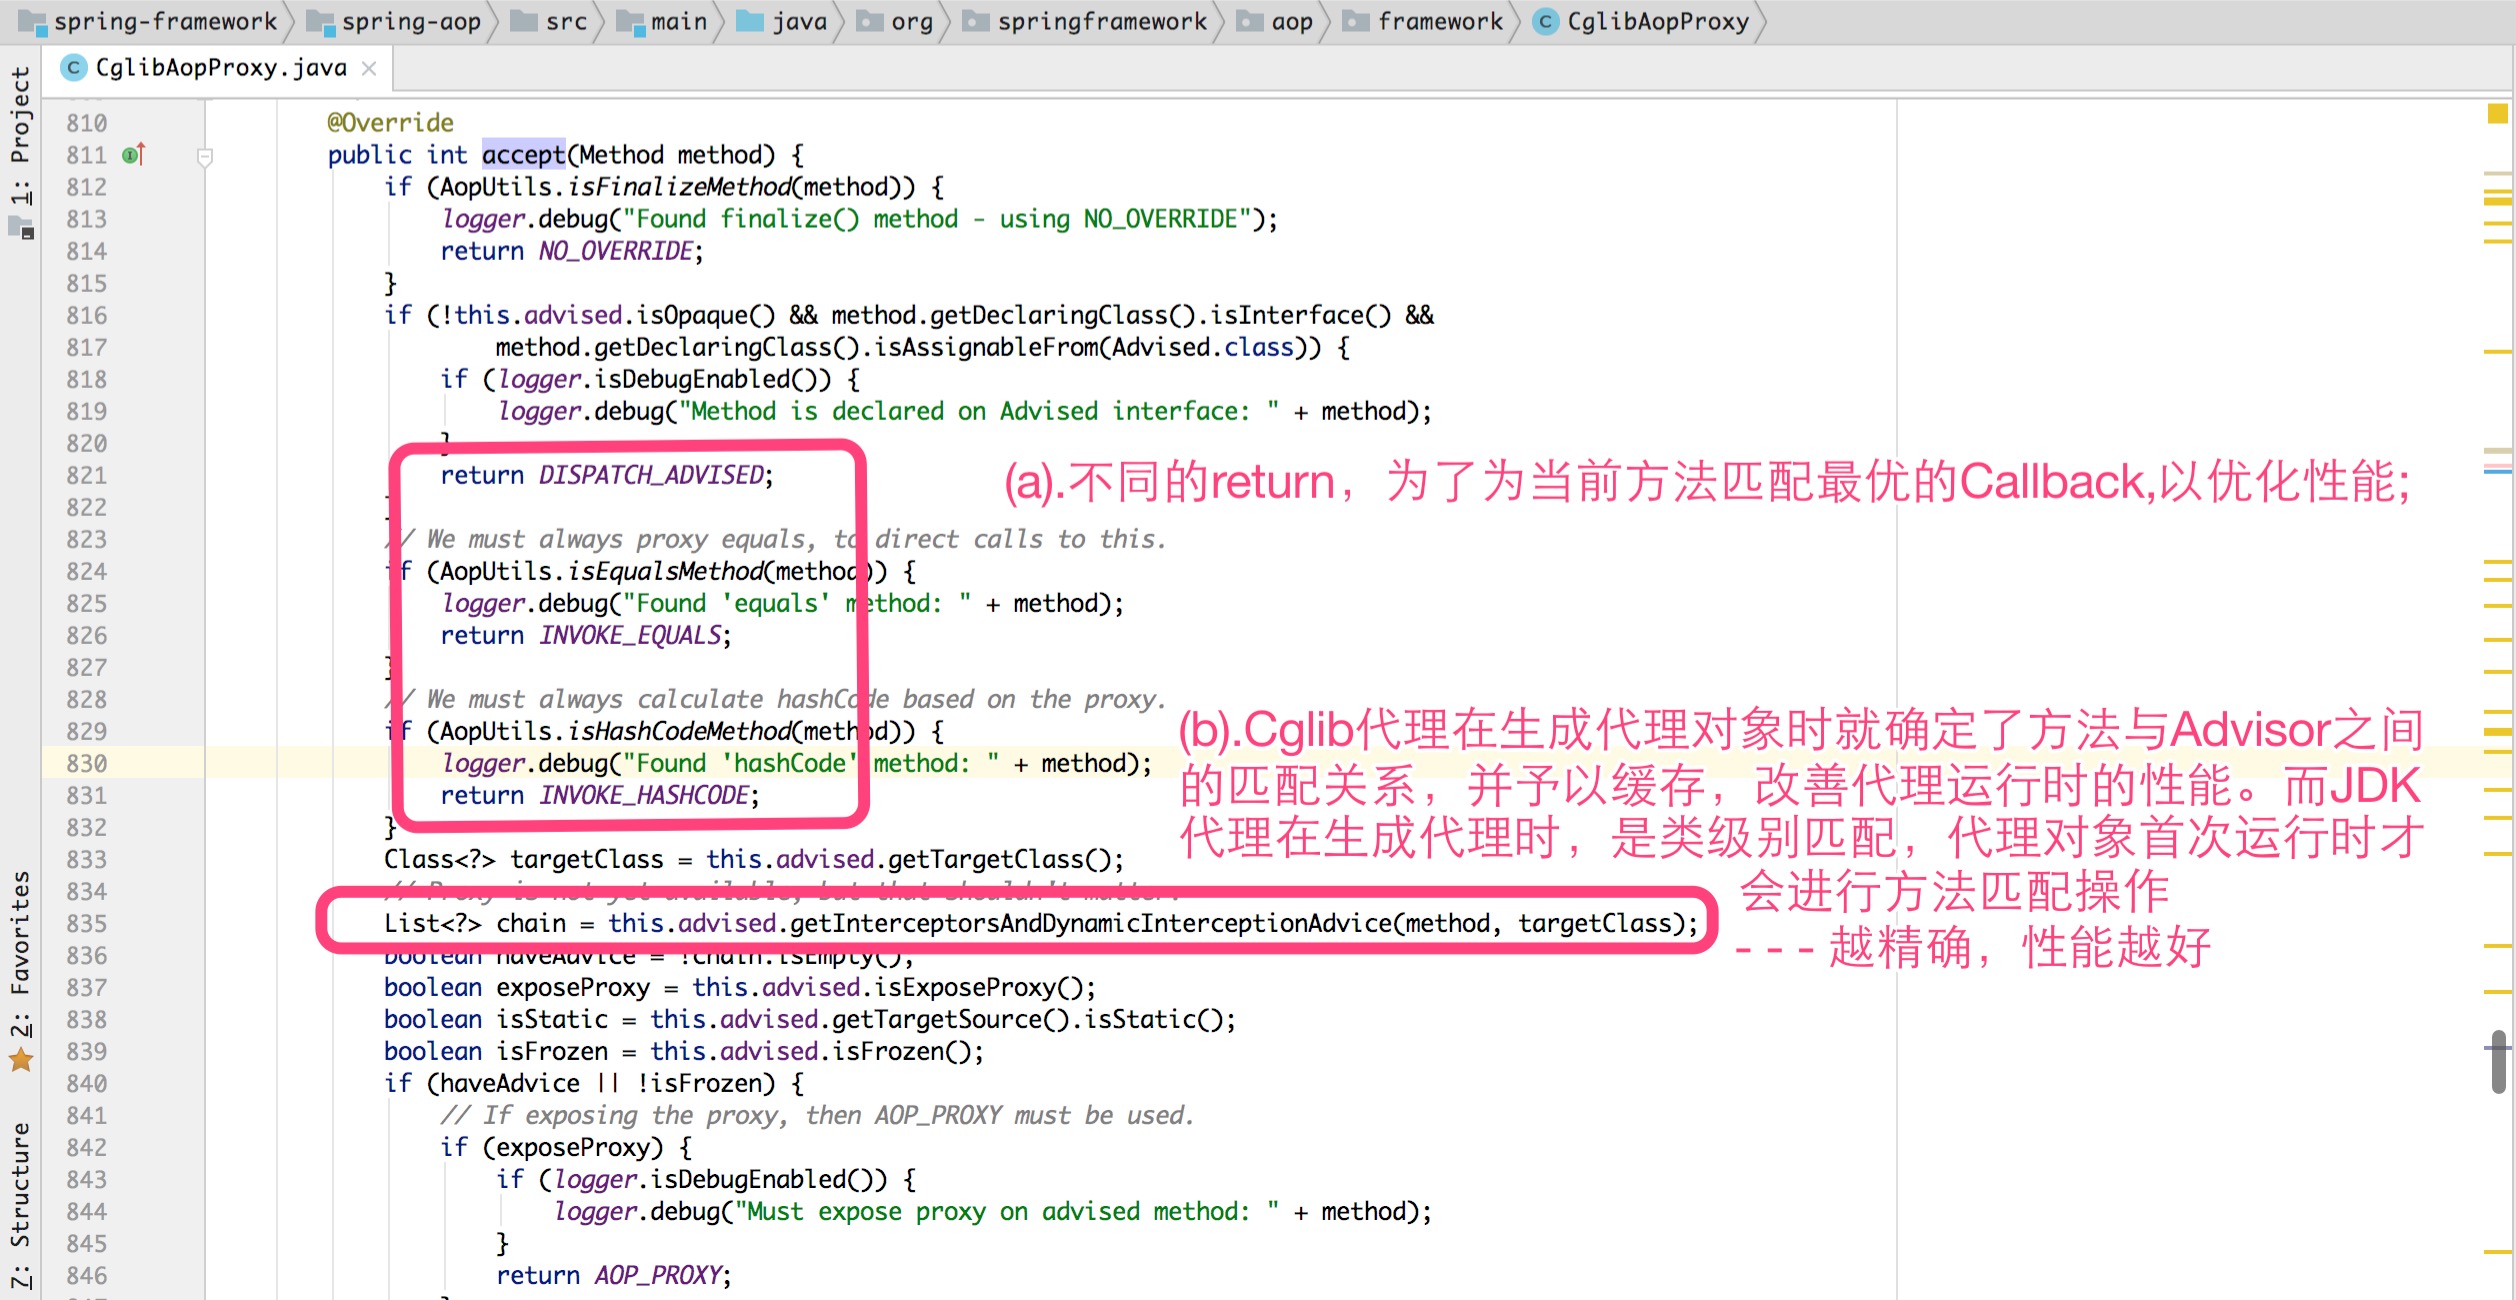 spring-framework spring-aop src main java org springframework aop framework CglibAopProxy
CglibAopProxy.java
1: Project
2: Favorites
7: Structure
810 @Override
811 public int accept(Method method) {
812 if (AopUtils.isFinalizeMethod(method)) {
813 logger.debug("Found finalize() method - using NO_OVERRIDE");
814 return NO_OVERRIDE;
815 }
816 if (!this.advised.isOpaque() && method.getDeclaringClass().isInterface() &&
817 method.getDeclaringClass().isAssignableFrom(Advised.class)) {
818 if (logger.isDebugEnabled()) {
819 logger.debug("Method is declared on Advised interface: " + method);
820 }
821 return DISPATCH_ADVISED;
(a).不同的return，为了为当前方法匹配最优的Callback,以优化性能;
822
823 // We must always proxy equals, to direct calls to this.
824 if (AopUtils.isEqualsMethod(method)) {
825 logger.debug("Found 'equals' method: " + method);
826 return INVOKE_EQUALS;
827 }
828 // We must always calculate hashCode based on the proxy.
829 if (AopUtils.isHashCodeMethod(method)) {
830 logger.debug("Found 'hashCode' method: " + method);
831 return INVOKE_HASHCODE;
832 }
(b).Cglib代理在生成代理对象时就确定了方法与Advisor之间
的匹配关系，并予以缓存，改善代理运行时的性能。而JDK
代理在生成代理时，是类级别匹配，代理对象首次运行时才
会进行方法匹配操作
- - - 越精确，性能越好
833 Class<?> targetClass = this.advised.getTargetClass();
834 // Proxy is not yet available, but that shouldn't matter.
835 List<?> chain = this.advised.getInterceptorsAndDynamicInterceptionAdvice(method, targetClass);
836 boolean haveAdvice = !chain.isEmpty();
837 boolean exposeProxy = this.advised.isExposeProxy();
838 boolean isStatic = this.advised.getTargetSource().isStatic();
839 boolean isFrozen = this.advised.isFrozen();
840 if (haveAdvice || !isFrozen) {
841 // If exposing the proxy, then AOP_PROXY must be used.
842 if (exposeProxy) {
843 if (logger.isDebugEnabled()) {
844 logger.debug("Must expose proxy on advised method: " + method);
845 }
846 return AOP_PROXY;